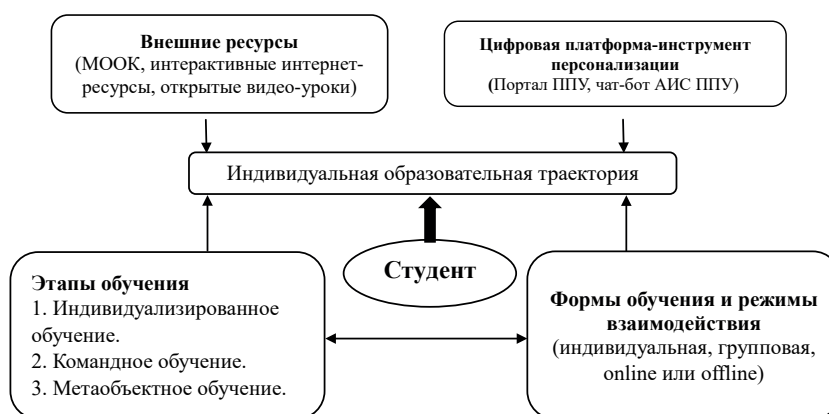 Внешние ресурсы
(МООК, интерактивные интернет-
ресурсы, открытые видео-уроки)
Цифровая платформа-инструмент
персонализации
(Портал ППУ, чат-бот АИС ППУ)
Индивидуальная образовательная траектория
Студент
Этапы обучения
1. Индивидуализированное
обучение.
2. Командное обучение.
3. Метаобъектное обучение.
Формы обучения и режимы
взаимодействия
(индивидуальная, групповая,
online или offline)